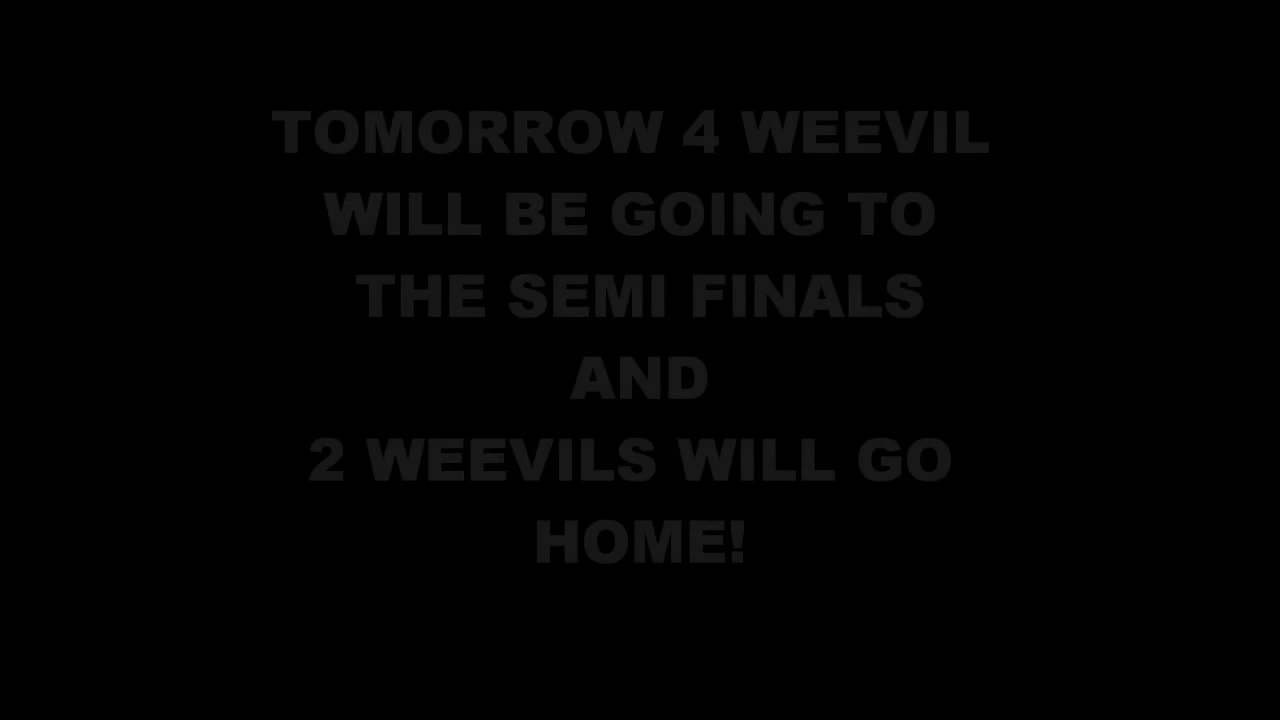 TOMORROW 4 WEEVIL
WILL BE GOING TO
THE SEMI FINALS
AND
2 WEEVILS WILL GO
HOME!